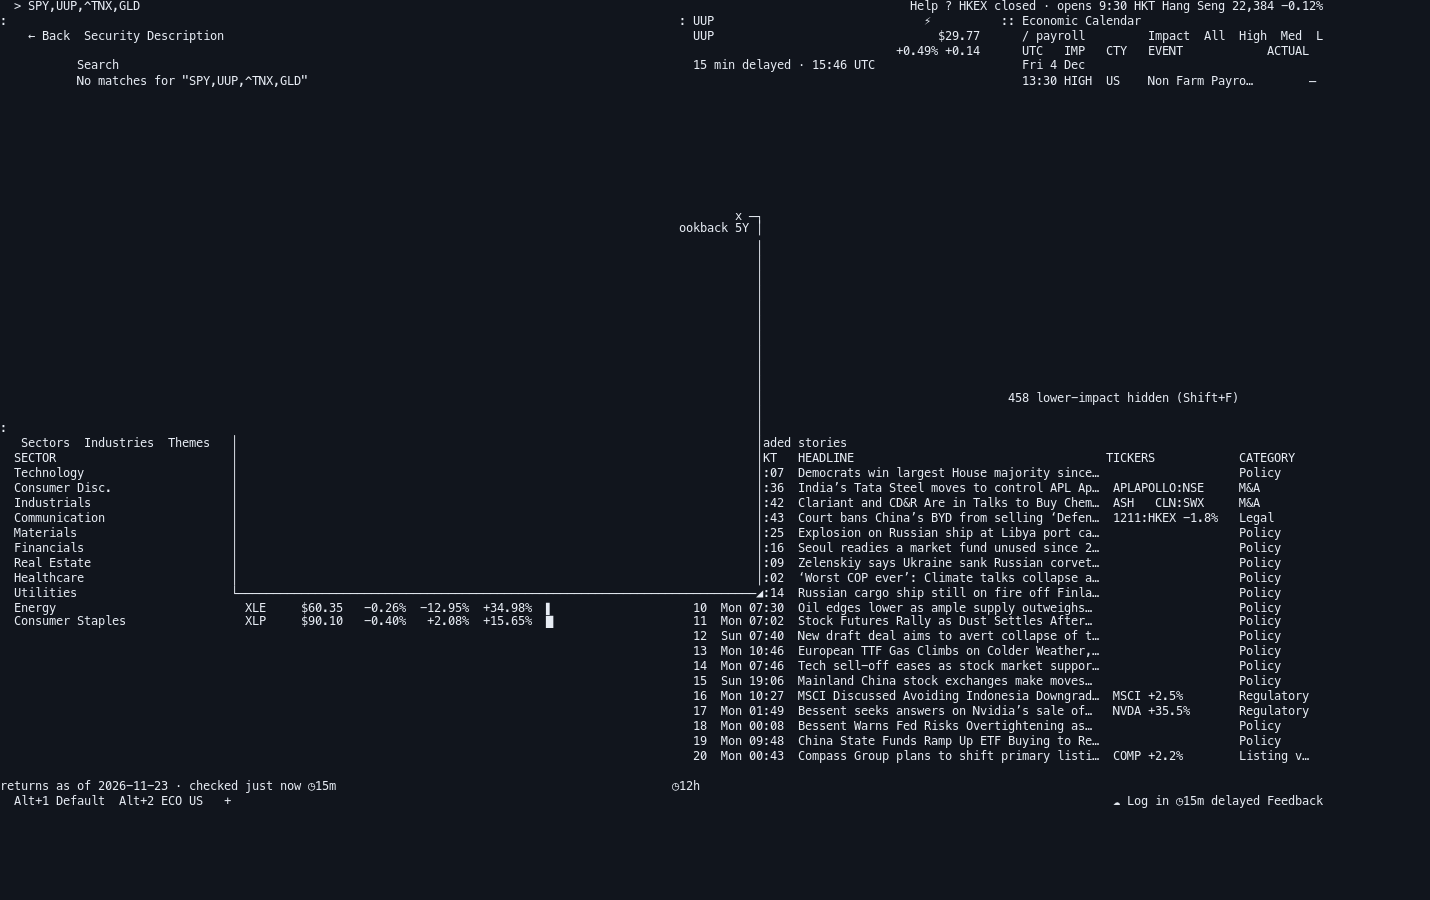 > SPY,UUP,^TNX,GLD Help ? HKEX closed · opens 9:30 HKT Hang Seng 22,384 −0.12%
: : UUP ⚡ :: Economic Calendar
← Back Security Description UUP $29.77 / payroll Impact All High Med L
+0.49% +0.14 UTC IMP CTY EVENT ACTUAL
Search 15 min delayed · 15:46 UTC Fri 4 Dec
No matches for "SPY,UUP,^TNX,GLD" 13:30 HIGH US Non Farm Payro… —
x
ookback 5Y
458 lower−impact hidden (Shift+F)
:
Sectors Industries Themes aded stories
SECTOR KT HEADLINE TICKERS CATEGORY
Technology :07 Democrats win largest House majority since… Policy
Consumer Disc. :36 India’s Tata Steel moves to control APL Ap… APLAPOLLO:NSE M&A
Industrials :42 Clariant and CD&R Are in Talks to Buy Chem… ASH CLN:SWX M&A
Communication :43 Court bans China’s BYD from selling ‘Defen… 1211:HKEX −1.8% Legal
Materials :25 Explosion on Russian ship at Libya port ca… Policy
Financials :16 Seoul readies a market fund unused since 2… Policy
Real Estate :09 Zelenskiy says Ukraine sank Russian corvet… Policy
Healthcare :02 ‘Worst COP ever’: Climate talks collapse a… Policy
Utilities :14 Russian cargo ship still on fire off Finla… Policy
Energy XLE $60.35 −0.26% −12.95% +34.98% 10 Mon 07:30 Oil edges lower as ample supply outweighs… Policy
Consumer Staples XLP $90.10 −0.40% +2.08% +15.65% 11 Mon 07:02 Stock Futures Rally as Dust Settles After… Policy
12 Sun 07:40 New draft deal aims to avert collapse of t… Policy
13 Mon 10:46 European TTF Gas Climbs on Colder Weather,… Policy
14 Mon 07:46 Tech sell−off eases as stock market suppor… Policy
15 Sun 19:06 Mainland China stock exchanges make moves… Policy
16 Mon 10:27 MSCI Discussed Avoiding Indonesia Downgrad… MSCI +2.5% Regulatory
17 Mon 01:49 Bessent seeks answers on Nvidia’s sale of… NVDA +35.5% Regulatory
18 Mon 00:08 Bessent Warns Fed Risks Overtightening as… Policy
19 Mon 09:48 China State Funds Ramp Up ETF Buying to Re… Policy
20 Mon 00:43 Compass Group plans to shift primary listi… COMP +2.2% Listing v…
returns as of 2026−11−23 · checked just now ◷15m ◷12h
Alt+1 Default Alt+2 ECO US + ☁ Log in ◷15m delayed Feedback